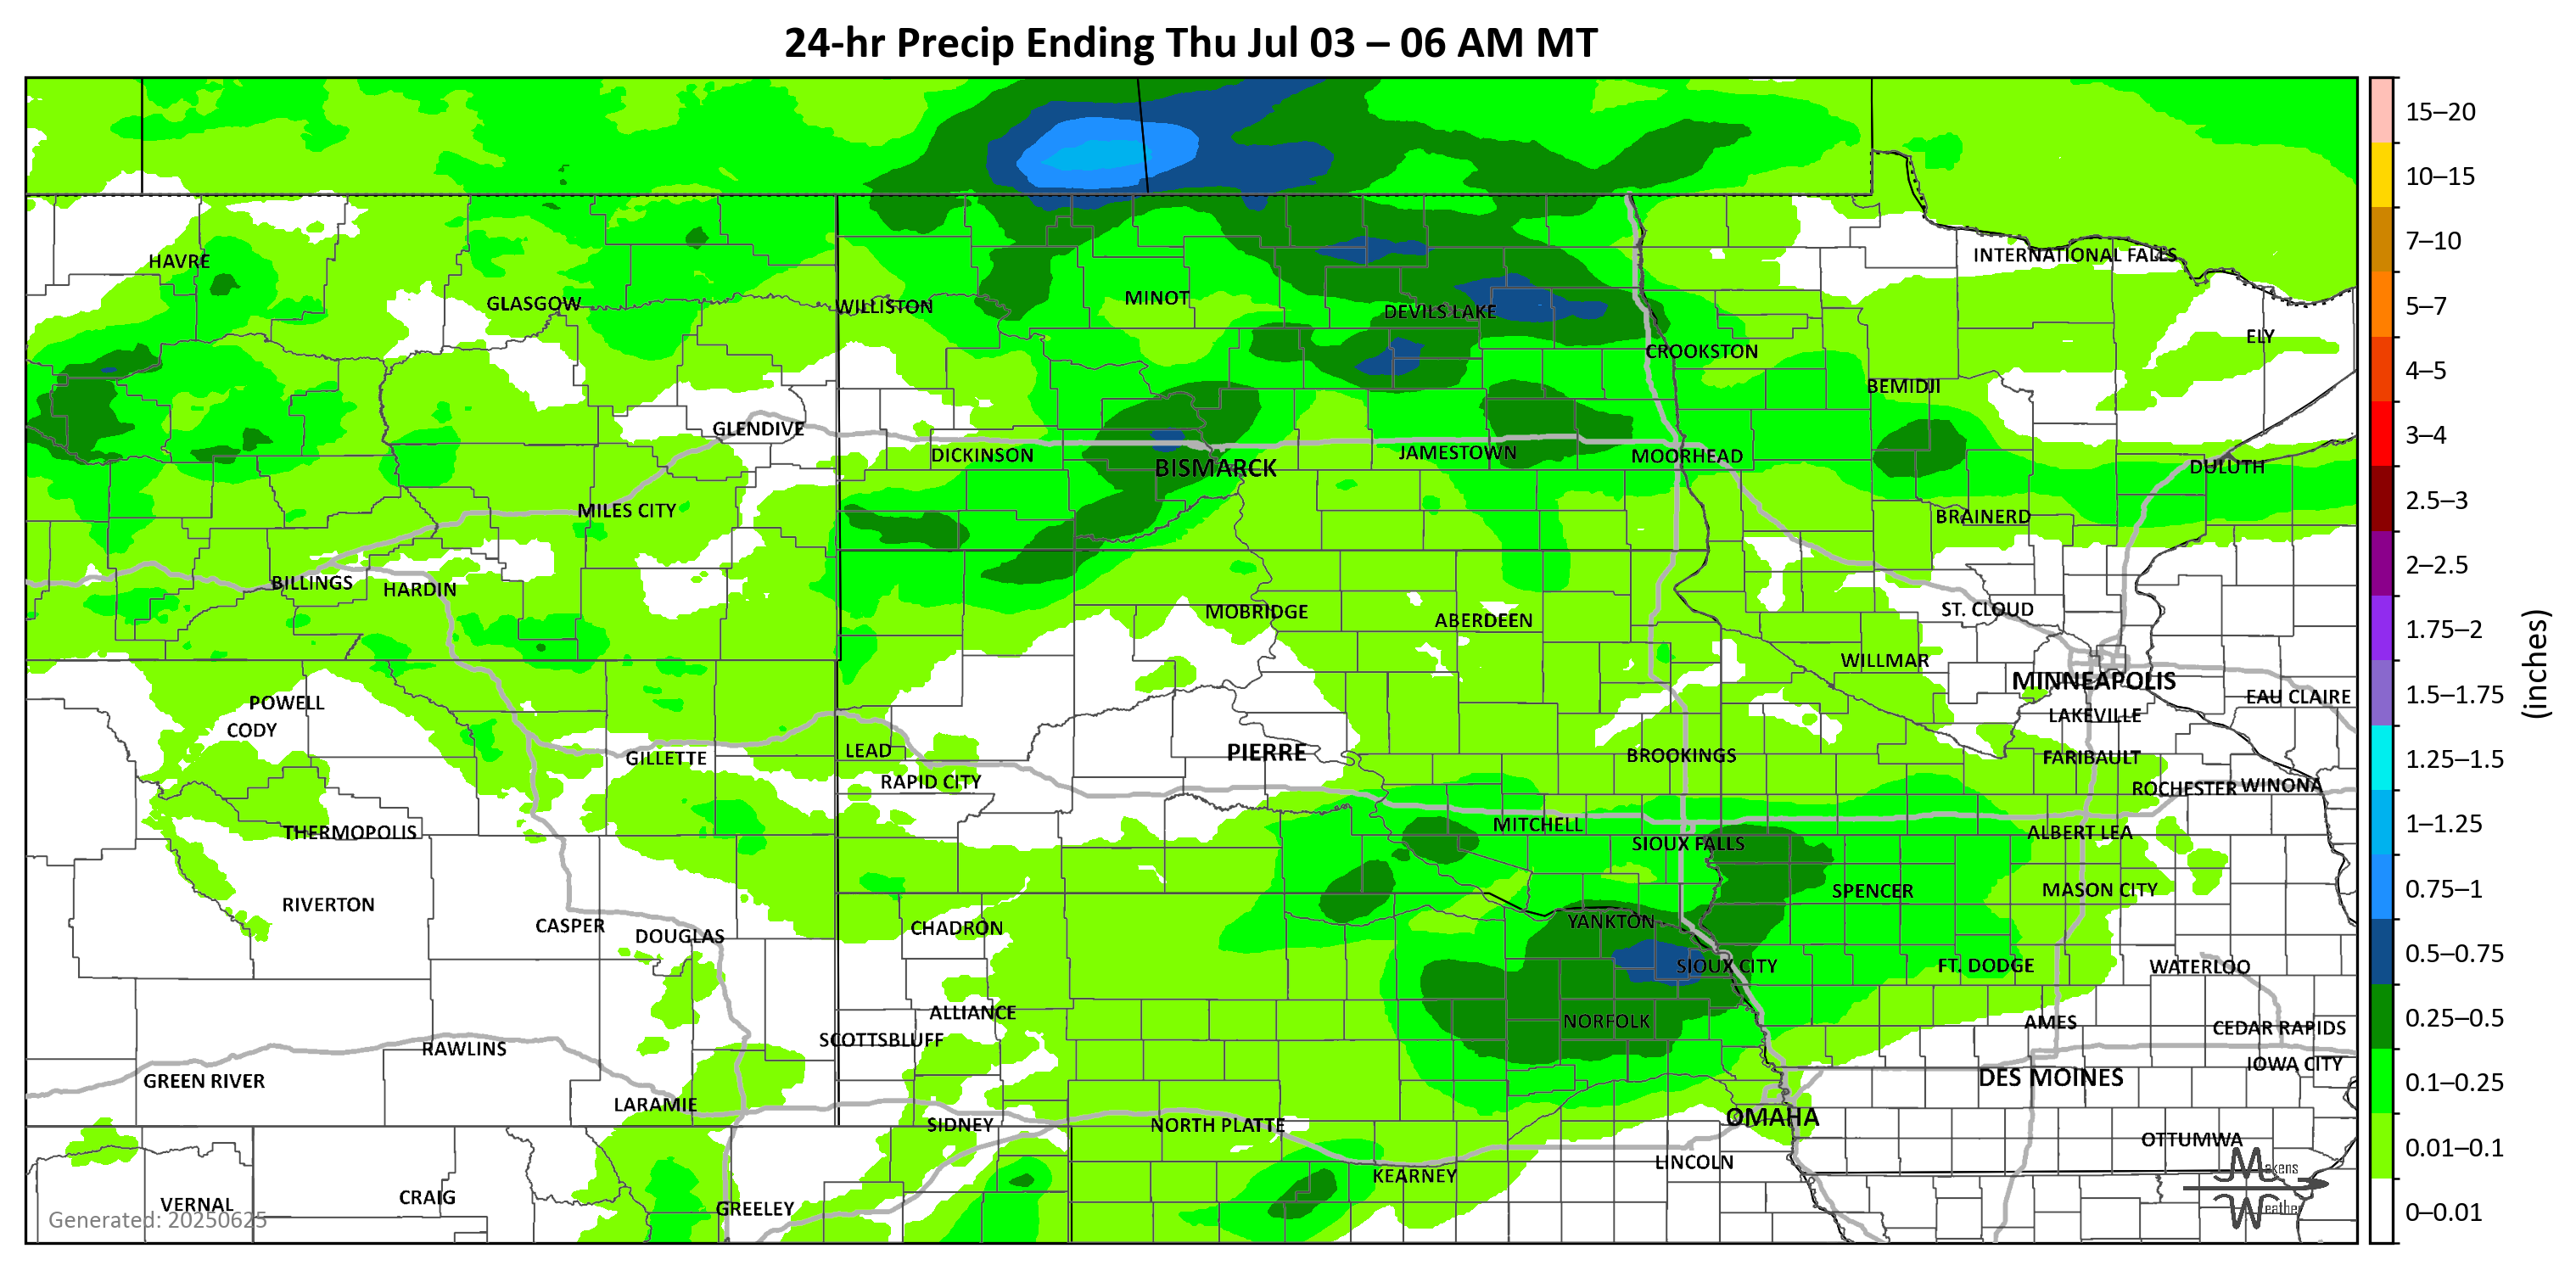 24-hr Precip Ending Thu Jul 03 – 06 AM MT
15–20
10–15
7–10
5–7
4–5
3–4
2.5–3
2–2.5
1.75–2
1.5–1.75
1.25–1.5
1–1.25
0.75–1
0.5–0.75
0.25–0.5
0.1–0.25
0.01–0.1
0–0.01
(inches)
HAVRE
INTERNATIONAL FALLS
GLASGOW
WILLISTON
MINOT
DEVILS LAKE
ELY
CROOKSTON
BEMIDJI
GLENDIVE
DICKINSON
BISMARCK
JAMESTOWN
MOORHEAD
DULUTH
MILES CITY
BRAINERD
BILLINGS
HARDIN
MOBRIDGE
ABERDEEN
ST. CLOUD
WILLMAR
MINNEAPOLIS
POWELL
EAU CLAIRE
CODY
LAKEVILLE
GILLETTE
LEAD
PIERRE
BROOKINGS
FARIBAULT
RAPID CITY
ROCHESTER
WINONA
THERMOPOLIS
MITCHELL
SIOUX FALLS
ALBERT LEA
RIVERTON
SPENCER
MASON CITY
CASPER
DOUGLAS
CHADRON
YANKTON
SIOUX CITY
FT. DODGE
WATERLOO
ALLIANCE
NORFOLK
AMES
CEDAR RAPIDS
RAWLINS
SCOTTSBLUFF
GREEN RIVER
DES MOINES
IOWA CITY
LARAMIE
SIDNEY
NORTH PLATTE
OMAHA
OTTUMWA
LINCOLN
KEARNEY
VERNAL
CRAIG
GREELEY
Generated: 20250625
Makens
Weather